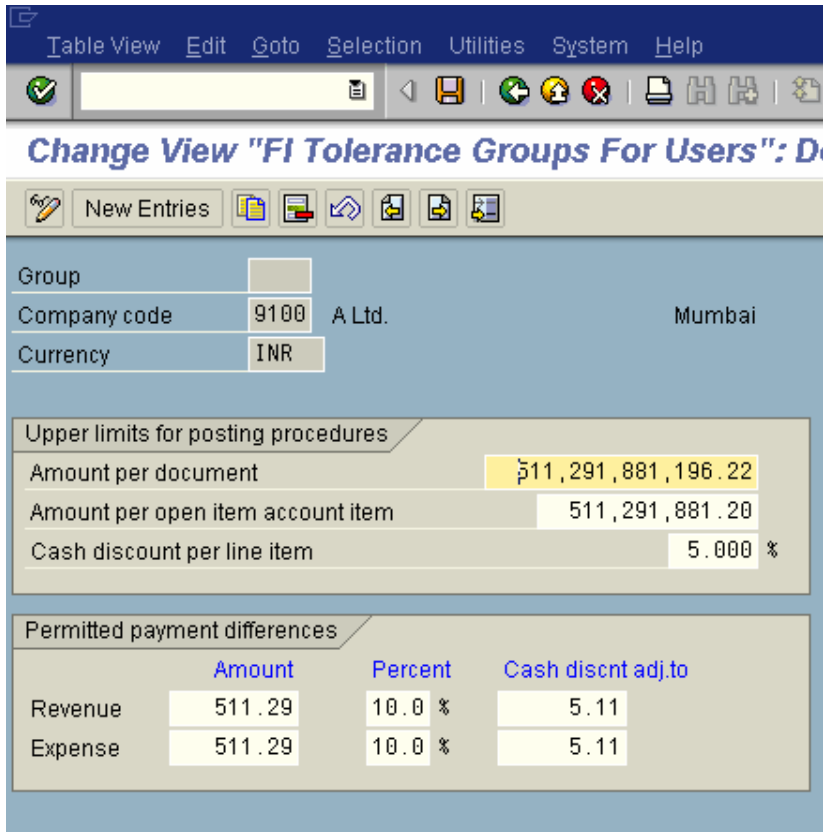 Table View Edit Goto Selection Utilities System Help
Change View "FI Tolerance Groups For Users": D
New Entries
Group
Company code 9100 A Ltd. Mumbai
Currency INR
Upper limits for posting procedures
Amount per document 511,291,881,196.22
Amount per open item account item 511,291,881.20
Cash discount per line item 5.000 %
Permitted payment differences
Amount Percent Cash discnt adj.to
Revenue 511.29 10.0 % 5.11
Expense 511.29 10.0 % 5.11